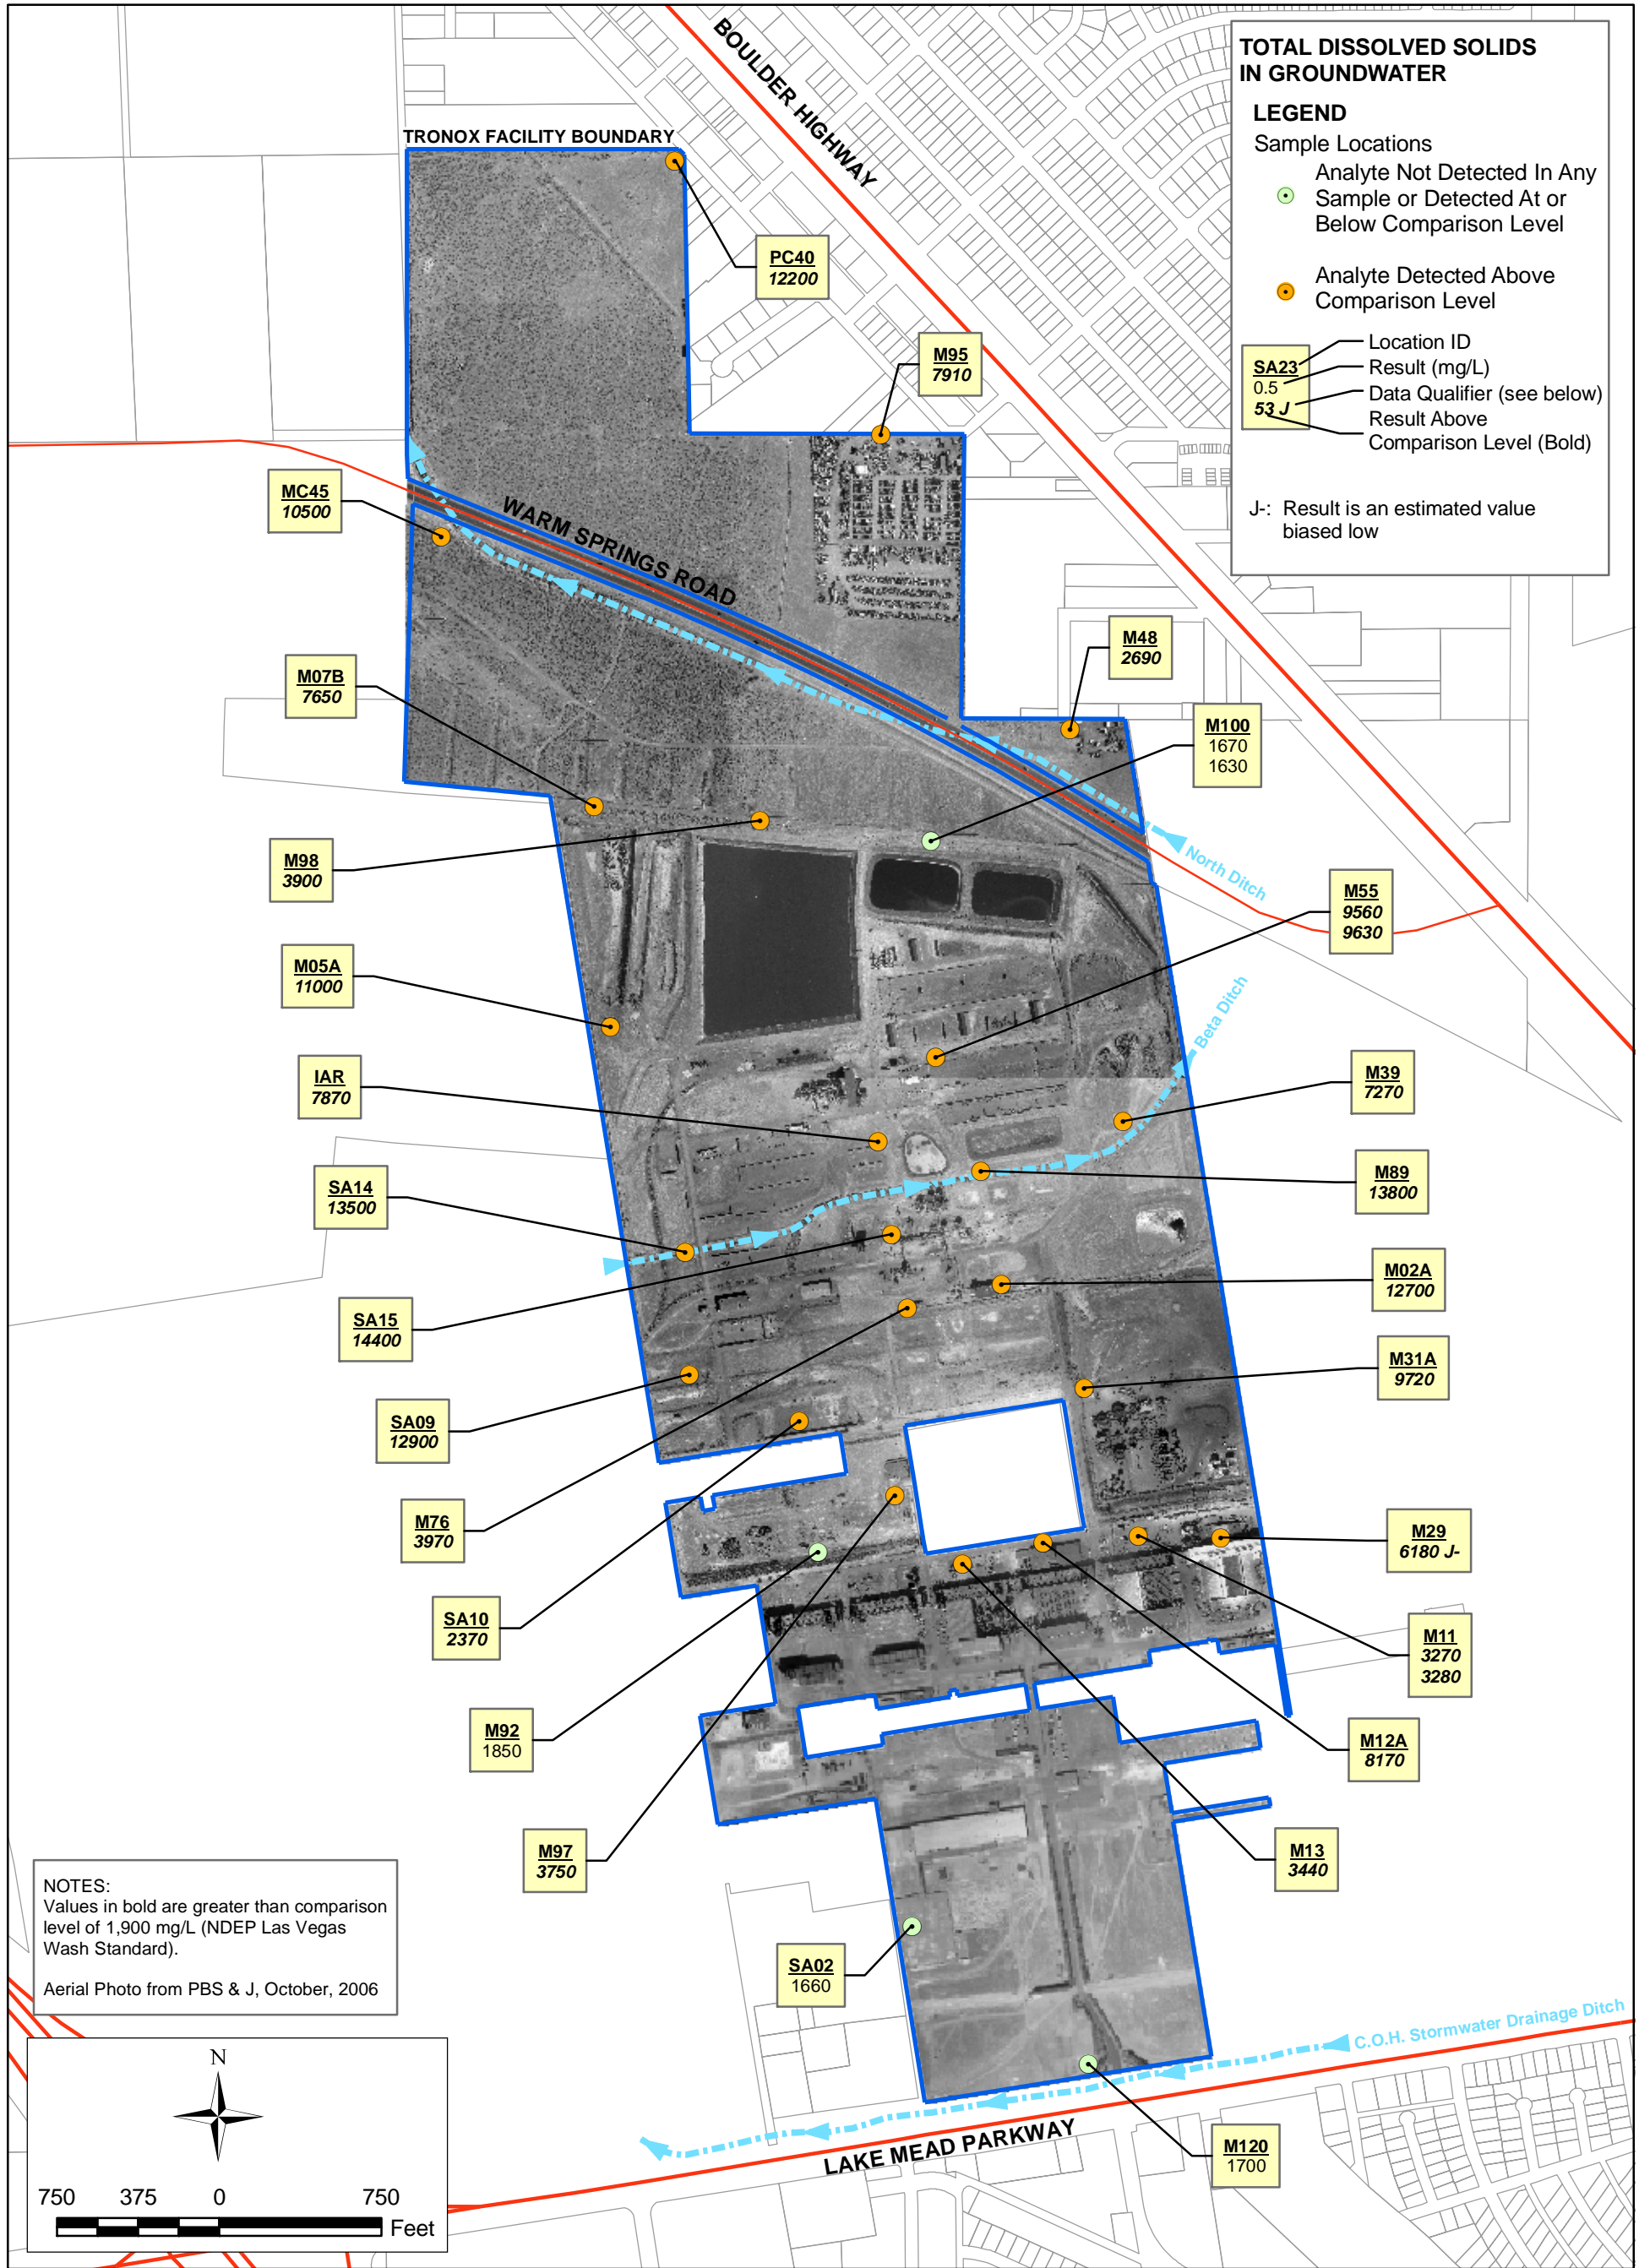 TOTAL DISSOLVED SOLIDS
IN GROUNDWATER
LEGEND
Sample Locations
Analyte Not Detected In Any
Sample or Detected At or
Below Comparison Level
Analyte Detected Above
Comparison Level
SA23
0.5
53 J
Location ID
Result (mg/L)
Data Qualifier (see below)
Result Above
Comparison Level (Bold)
J-: Result is an estimated value
biased low
BOULDER HIGHWAY
TRONOX FACILITY BOUNDARY
PC40
12200
M95
7910
MC45
10500
WARM SPRINGS ROAD
M48
2690
M07B
7650
M100
1670
1630
North Ditch
M98
3900
M55
9560
9630
M05A
11000
Beta Ditch
IAR
7870
M39
7270
SA14
13500
M89
13800
SA15
14400
M02A
12700
SA09
12900
M31A
9720
M76
3970
M29
6180 J-
SA10
2370
M11
3270
3280
M92
1850
M12A
8170
M97
3750
M13
3440
NOTES:
Values in bold are greater than comparison
level of 1,900 mg/L (NDEP Las Vegas
Wash Standard).
Aerial Photo from PBS & J, October, 2006
SA02
1660
C.O.H. Stormwater Drainage Ditch
LAKE MEAD PARKWAY
M120
1700
N
750 375 0 750
Feet